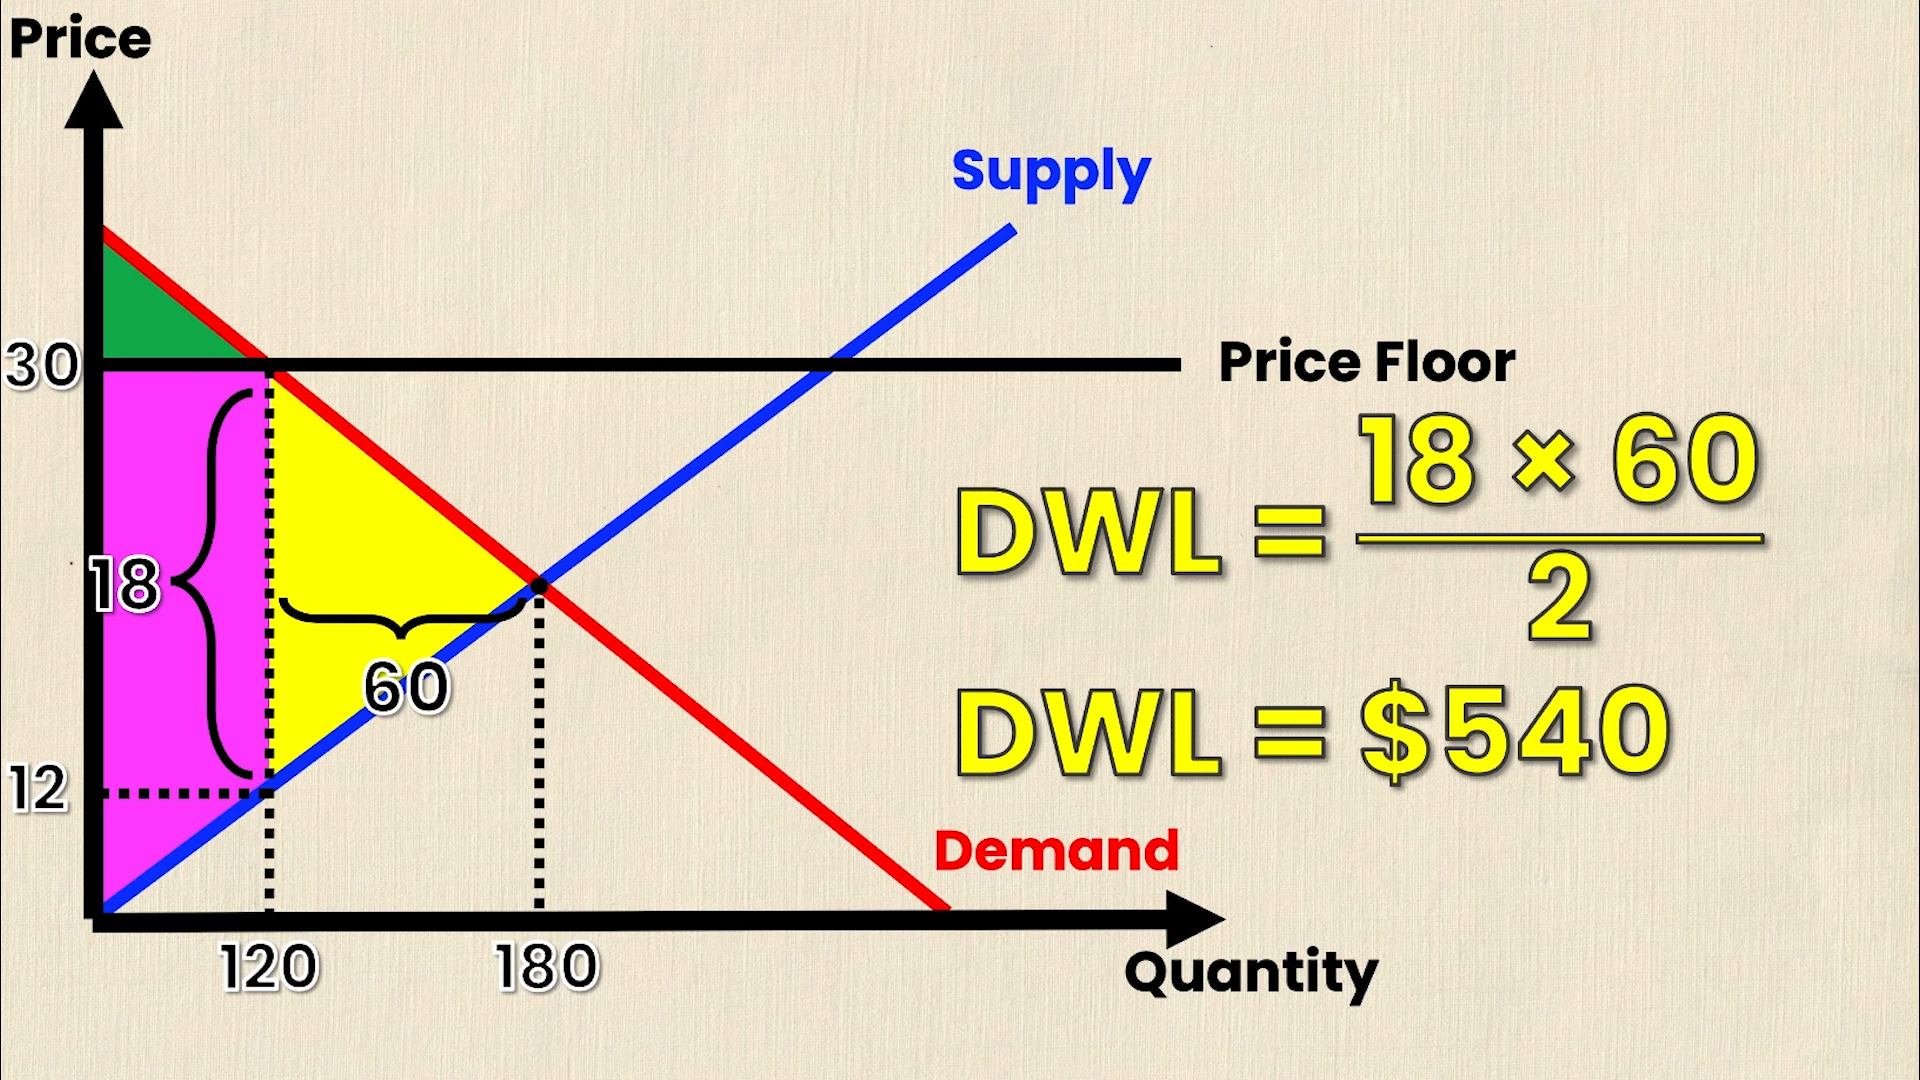 Price
Supply
30
Price Floor
18 × 60
DWL =
2
18
60
DWL = $540
12
Demand
120
180
Quantity